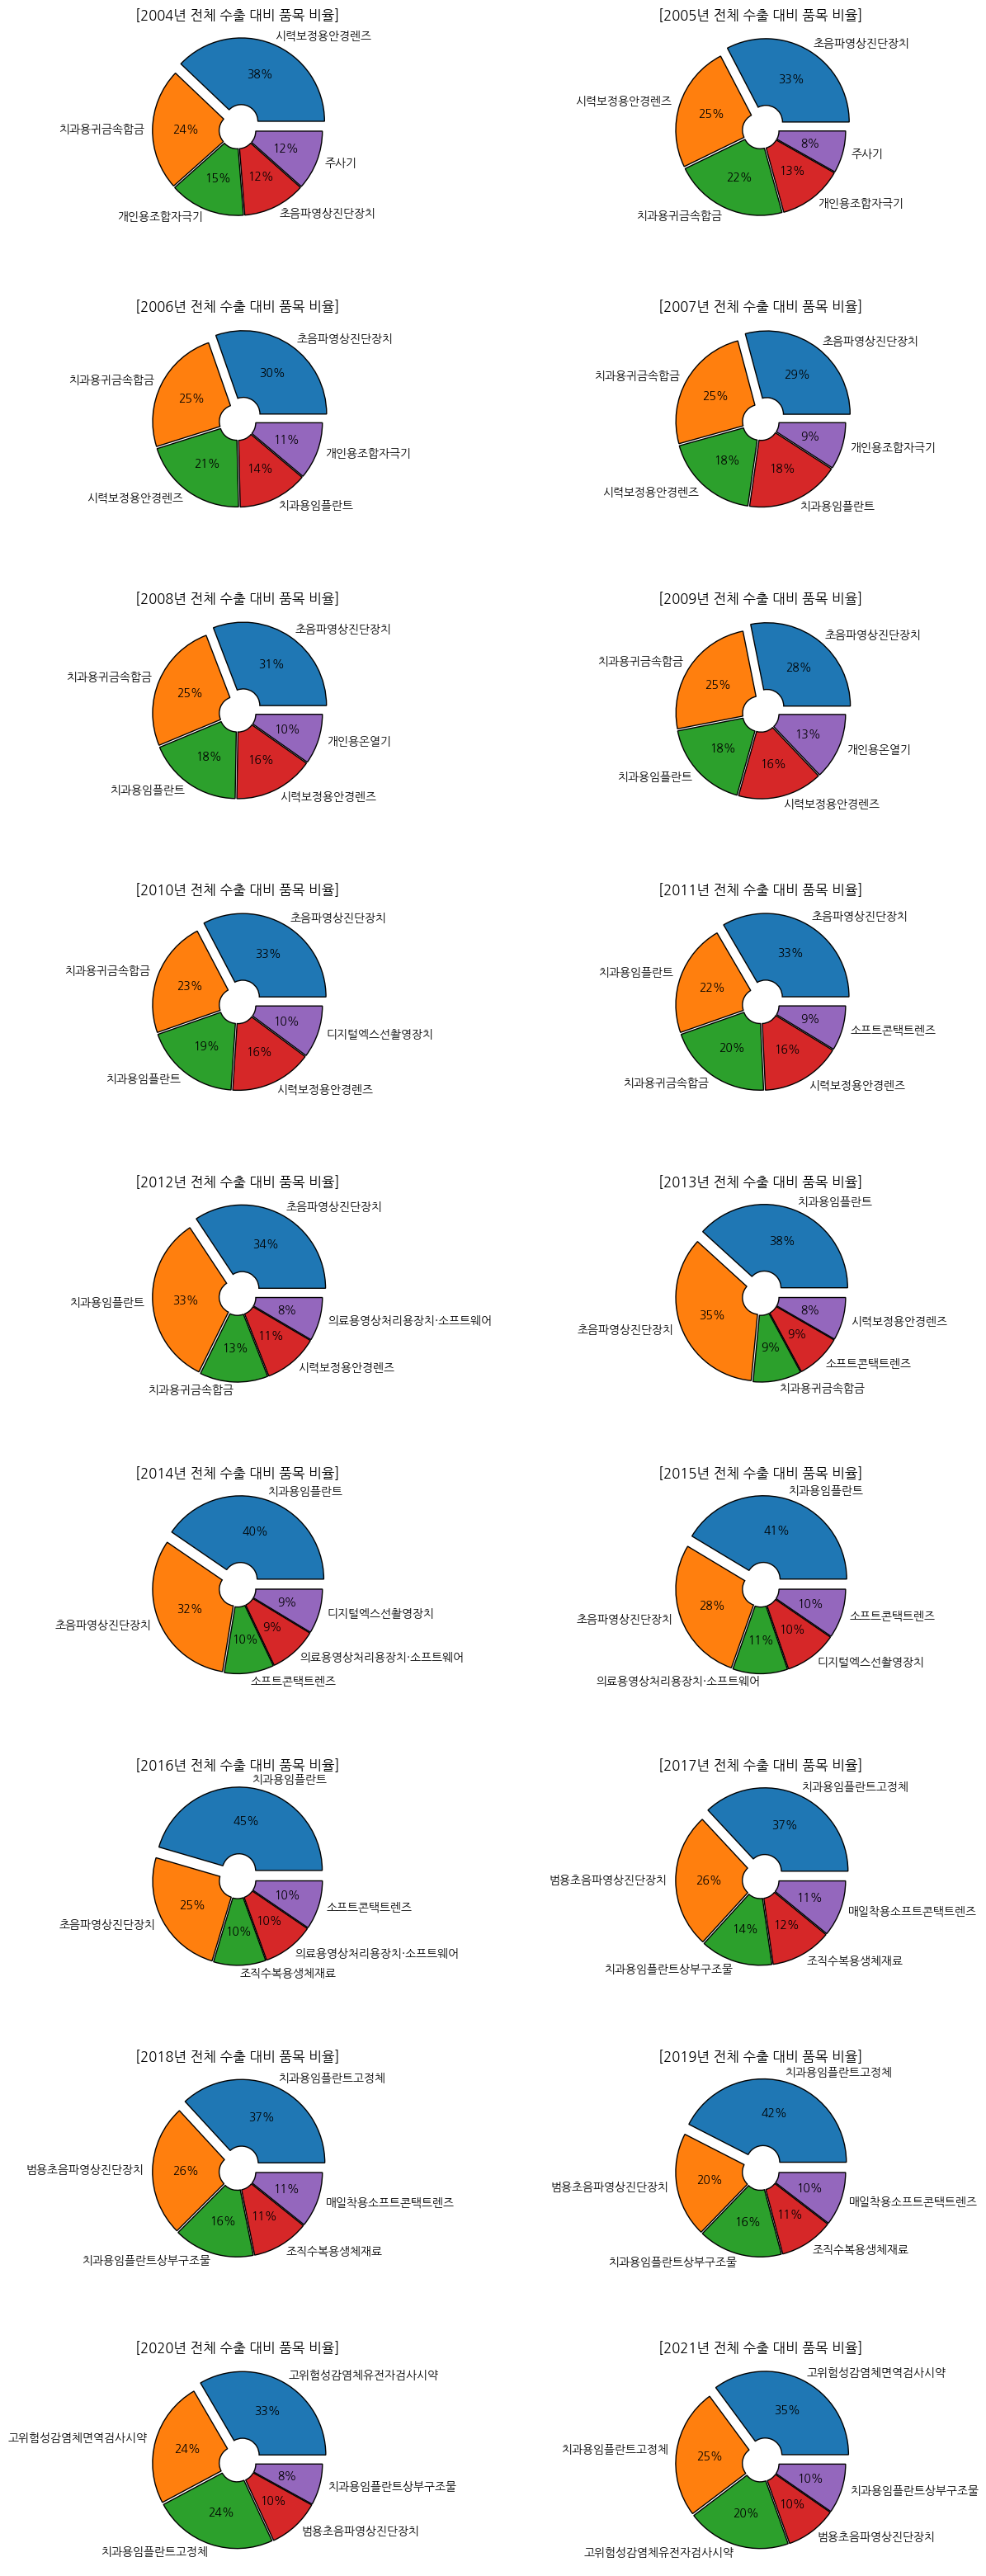 [2004년 전체 수출 대비 품목 비율]
시력보정용안경렌즈
38%
치과용귀금속합금
24%
개인용조합자극기
15%
초음파영상진단장치
12%
주사기
12%
[2005년 전체 수출 대비 품목 비율]
초음파영상진단장치
33%
시력보정용안경렌즈
25%
치과용귀금속합금
22%
개인용조합자극기
13%
주사기
8%
[2006년 전체 수출 대비 품목 비율]
초음파영상진단장치
30%
치과용귀금속합금
25%
시력보정용안경렌즈
21%
치과용임플란트
14%
개인용조합자극기
11%
[2007년 전체 수출 대비 품목 비율]
초음파영상진단장치
29%
치과용귀금속합금
25%
시력보정용안경렌즈
18%
치과용임플란트
18%
개인용조합자극기
9%
[2008년 전체 수출 대비 품목 비율]
초음파영상진단장치
31%
치과용귀금속합금
25%
치과용임플란트
18%
시력보정용안경렌즈
16%
개인용온열기
10%
[2009년 전체 수출 대비 품목 비율]
초음파영상진단장치
28%
치과용귀금속합금
25%
치과용임플란트
18%
시력보정용안경렌즈
16%
개인용온열기
13%
[2010년 전체 수출 대비 품목 비율]
초음파영상진단장치
33%
치과용귀금속합금
23%
치과용임플란트
19%
시력보정용안경렌즈
16%
디지털엑스선촬영장치
10%
[2011년 전체 수출 대비 품목 비율]
초음파영상진단장치
33%
치과용임플란트
22%
치과용귀금속합금
20%
시력보정용안경렌즈
16%
소프트콘택트렌즈
9%
[2012년 전체 수출 대비 품목 비율]
초음파영상진단장치
34%
치과용임플란트
33%
치과용귀금속합금
13%
시력보정용안경렌즈
11%
의료용영상처리용장치·소프트웨어
8%
[2013년 전체 수출 대비 품목 비율]
치과용임플란트
38%
초음파영상진단장치
35%
치과용귀금속합금
9%
소프트콘택트렌즈
9%
시력보정용안경렌즈
8%
[2014년 전체 수출 대비 품목 비율]
치과용임플란트
40%
초음파영상진단장치
32%
소프트콘택트렌즈
10%
의료용영상처리용장치·소프트웨어
9%
디지털엑스선촬영장치
9%
[2015년 전체 수출 대비 품목 비율]
치과용임플란트
41%
초음파영상진단장치
28%
의료용영상처리용장치·소프트웨어
11%
디지털엑스선촬영장치
10%
소프트콘택트렌즈
10%
[2016년 전체 수출 대비 품목 비율]
치과용임플란트
45%
초음파영상진단장치
25%
조직수복용생체재료
10%
의료용영상처리용장치·소프트웨어
10%
소프트콘택트렌즈
10%
[2017년 전체 수출 대비 품목 비율]
치과용임플란트고정체
37%
범용초음파영상진단장치
26%
치과용임플란트상부구조물
14%
조직수복용생체재료
12%
매일착용소프트콘택트렌즈
11%
[2018년 전체 수출 대비 품목 비율]
치과용임플란트고정체
37%
범용초음파영상진단장치
26%
치과용임플란트상부구조물
16%
조직수복용생체재료
11%
매일착용소프트콘택트렌즈
11%
[2019년 전체 수출 대비 품목 비율]
치과용임플란트고정체
42%
범용초음파영상진단장치
20%
치과용임플란트상부구조물
16%
조직수복용생체재료
11%
매일착용소프트콘택트렌즈
10%
[2020년 전체 수출 대비 품목 비율]
고위험성감염체유전자검사시약
33%
고위험성감염체면역검사시약
24%
치과용임플란트고정체
24%
범용초음파영상진단장치
10%
치과용임플란트상부구조물
8%
[2021년 전체 수출 대비 품목 비율]
고위험성감염체면역검사시약
35%
치과용임플란트고정체
25%
고위험성감염체유전자검사시약
20%
범용초음파영상진단장치
10%
치과용임플란트상부구조물
10%